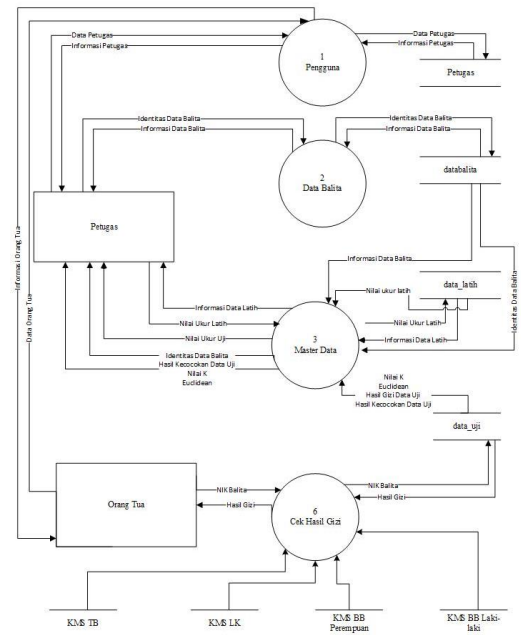 1
Pengguna
Data Petugas
Informasi Petugas
Data Petugas
Informasi Petugas
Petugas
Identitas Data Balita
Informasi Data Balita
Identitas Data Balita
Informasi Data Balita
2
Data Balita
databalita
Petugas
Informasi Orang Tua
Data Orang Tua
Informasi Data Balita
Identitas Data Balita
data_latih
Nilai ukur latih
Informasi Data Latih
Nilai Ukur Latih
Nilai Ukur Latih
3
Master Data
Nilai Ukur Uji
Informasi Data Latih
Identitas Data Balita
Hasil Kecocokan Data Uji
Nilai K
Euclidean
Nilai K
Euclidean
Hasil Gizi Data Uji
Hasil Kecocokan Data Uji
data_uji
Orang Tua
NIK Balita
Hasil Gizi
6
Cek Hasil Gizi
NIK Balita
Hasil Gizi
KMS TB
KMS LK
KMS BB
Perempuan
KMS BB Laki-
laki